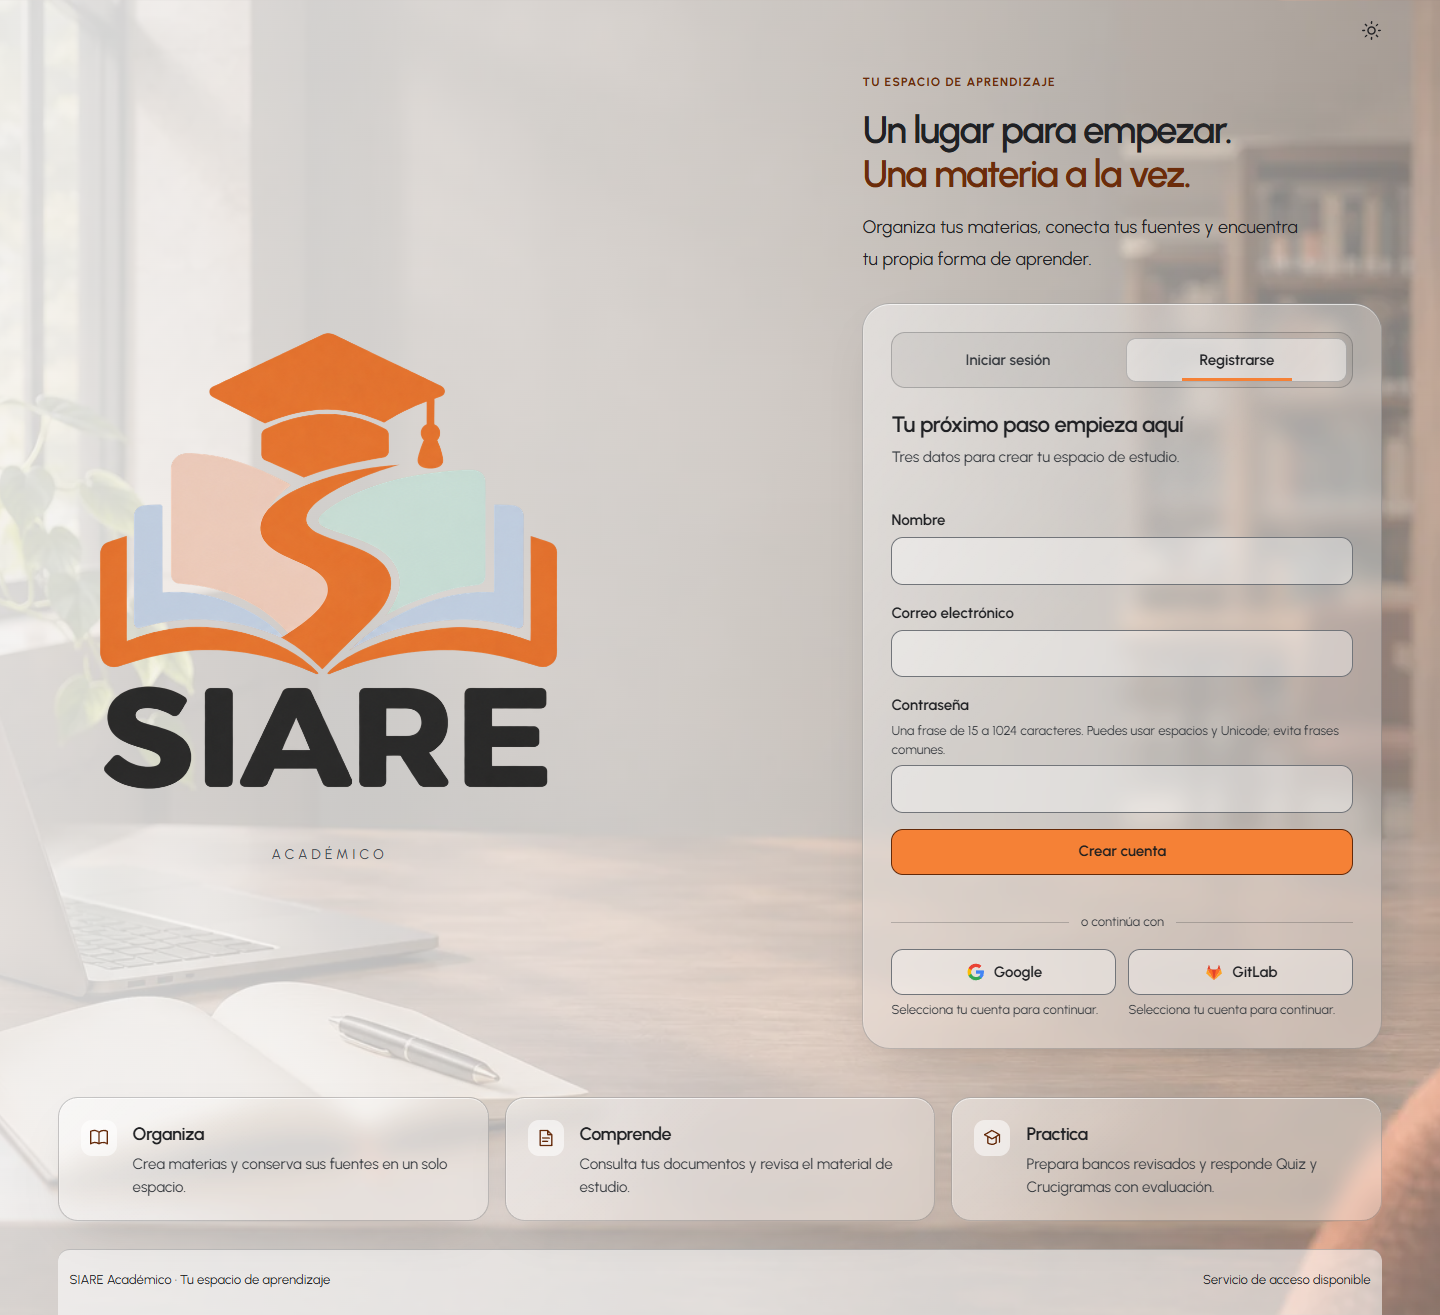 TU ESPACIO DE APRENDIZAJE
Un lugar para empezar.
Una materia a la vez.
Organiza tus materias, conecta tus fuentes y encuentra
tu propia forma de aprender.
SIARE
ACADÉMICO
Iniciar sesión
Registrarse
Tu próximo paso empieza aquí
Tres datos para crear tu espacio de estudio.
Nombre
Correo electrónico
Contraseña
Una frase de 15 a 1024 caracteres. Puedes usar espacios y Unicode; evita frases
comunes.
Crear cuenta
o continúa con
Google
GitLab
Selecciona tu cuenta para continuar.
Selecciona tu cuenta para continuar.
Organiza
Crea materias y conserva sus fuentes en un solo
espacio.
Comprende
Consulta tus documentos y revisa el material de
estudio.
Practica
Prepara bancos revisados y responde Quiz y
Crucigramas con evaluación.
SIARE Académico · Tu espacio de aprendizaje
Servicio de acceso disponible